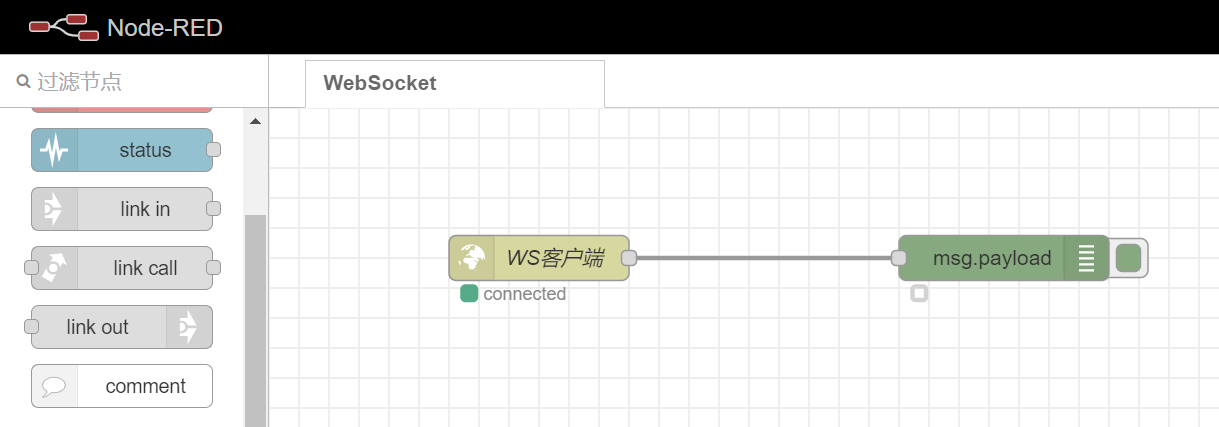 Node-RED
过滤节点
WebSocket
status
link in
link call
link out
comment
WS客户端
connected
msg.payload